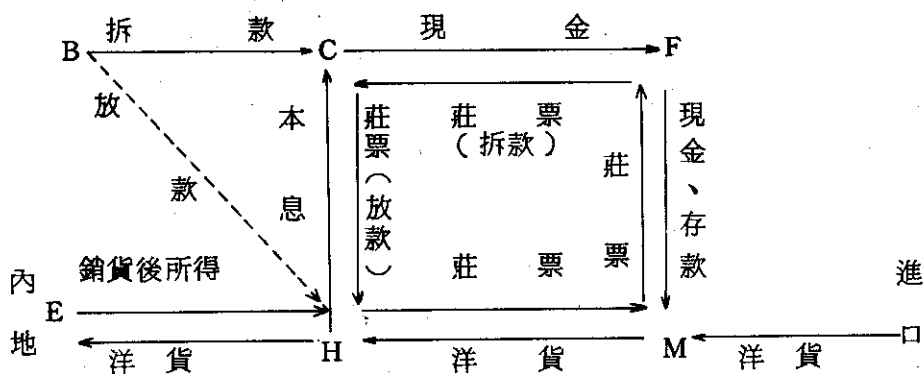 B 拆款 C 現金 F
放款
本息
莊票（放款）
莊票
（拆款）
莊票
現金、存款
銷貨後所得
莊票
內地
E
進口
洋貨 H 洋貨 M 洋貨